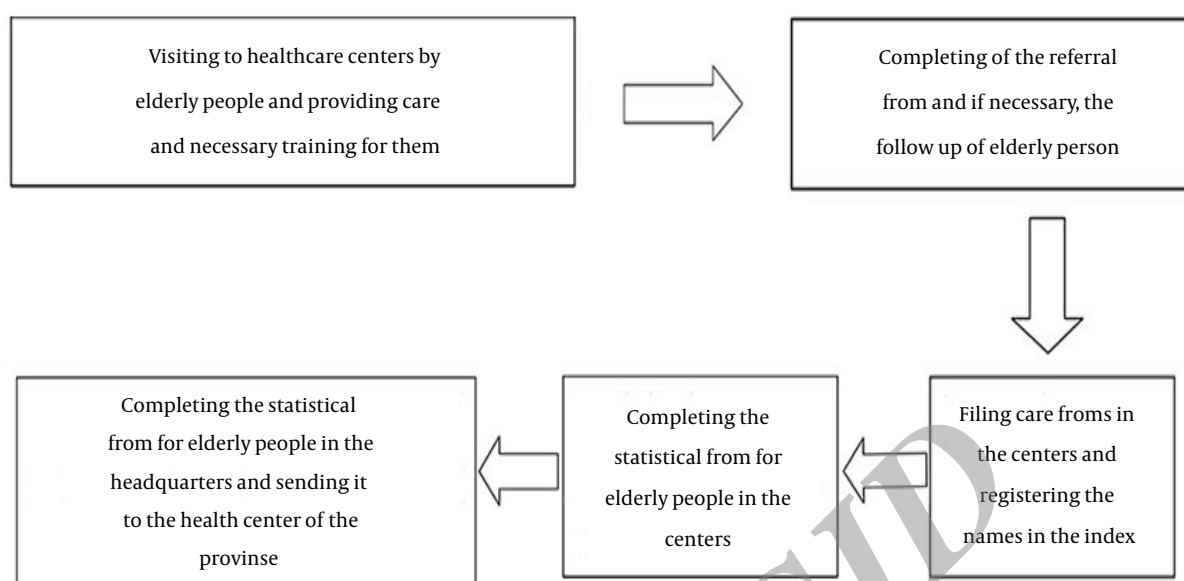 Visiting to healthcare centers by
elderly people and providing care
and necessary training for them
Completing of the referral
from and if necessary, the
follow up of elderly person
Filing care froms in
the centers and
registering the
names in the index
Completing the
statistical from for
elderly people in the
centers
Completing the statistical
from for elderly people in the
headquarters and sending it
to the health center of the
provinse